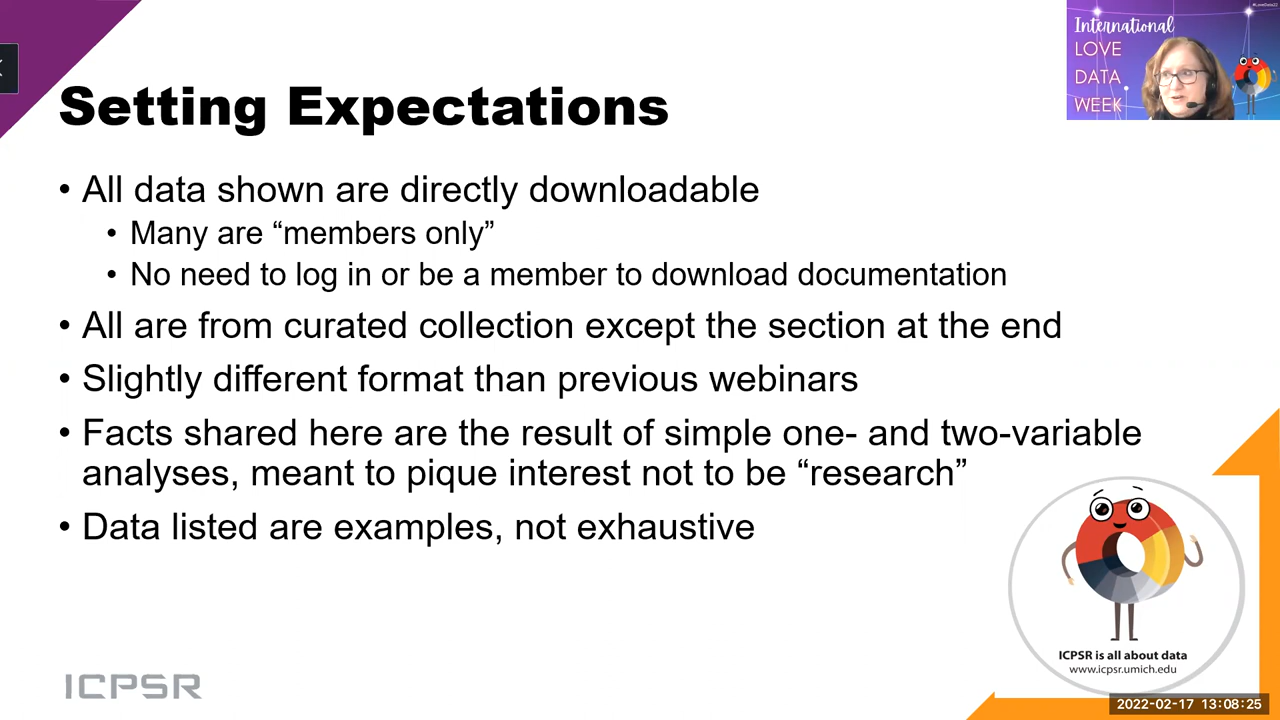 #LoveData22
International
LOVE
DATA
WEEK
Setting Expectations
• All data shown are directly downloadable
• Many are “members only”
• No need to log in or be a member to download documentation
• All are from curated collection except the section at the end
• Slightly different format than previous webinars
• Facts shared here are the result of simple one- and two-variable
analyses, meant to pique interest not to be “research”
• Data listed are examples, not exhaustive
ICPSR is all about data
www.icpsr.umich.edu
ICPSR
2022-02-17 13:08:25